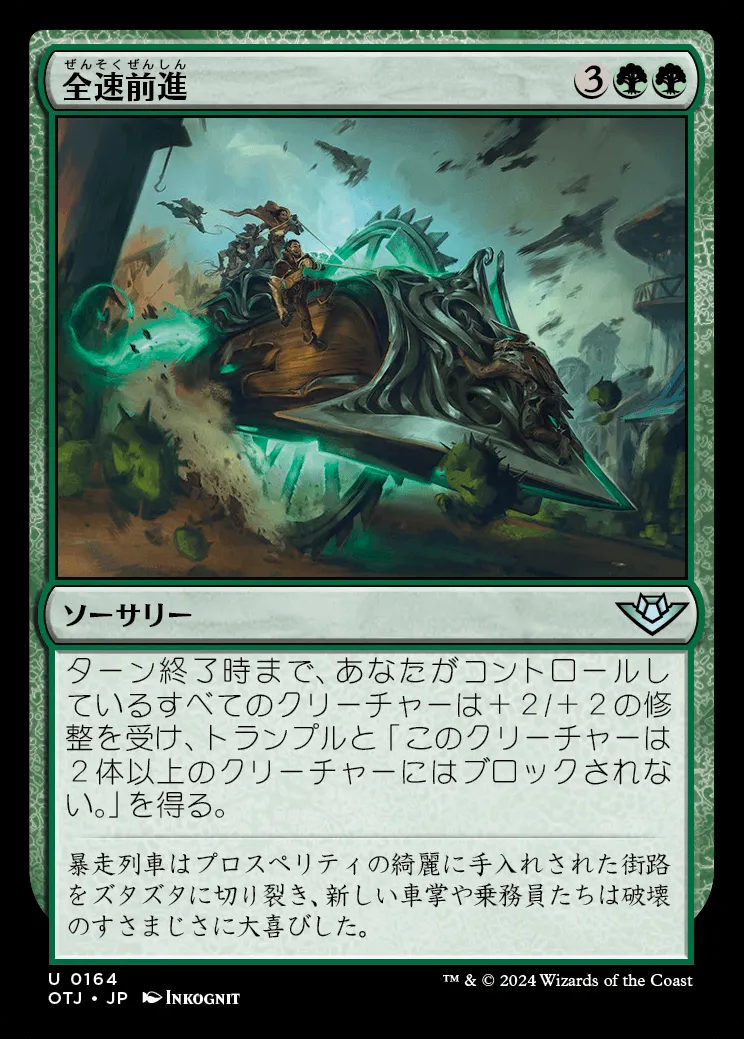 ぜんそくぜんしん
全速前進
3
ソーサリー
ターン終了時まで、あなたがコントロールし
ているすべてのクリーチャーは+2/+2の修
整を受け、トランプルと「このクリーチャーは
2体以上のクリーチャーにはブロックされな
い。」を得る。
暴走列車はプロスペリティの綺麗に手入れされた街路
をズタズタに切り裂き、新しい車掌や乗務員たちは破壊
のすさまじさに大喜びした。
U 0164
OTJ • JP INKOGNIT
™ & © 2024 Wizards of the Coast